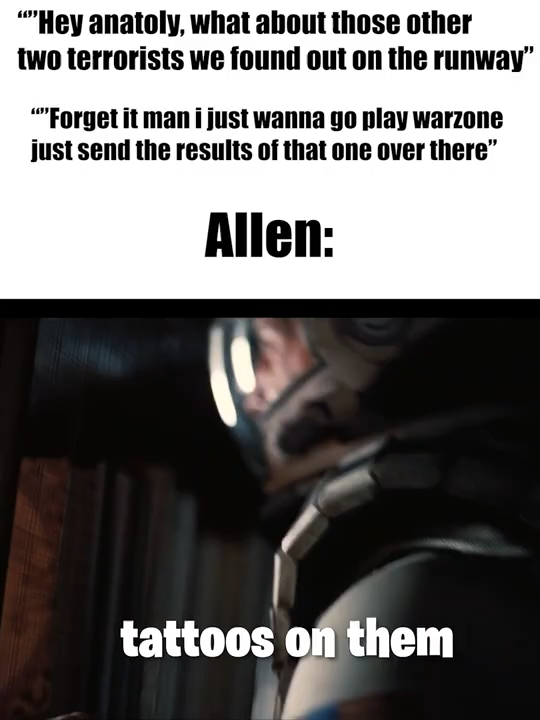 “”Hey anatoly, what about those other
two terrorists we found out on the runway”
“”Forget it man i just wanna go play warzone
just send the results of that one over there”
Allen:
tattoos on them